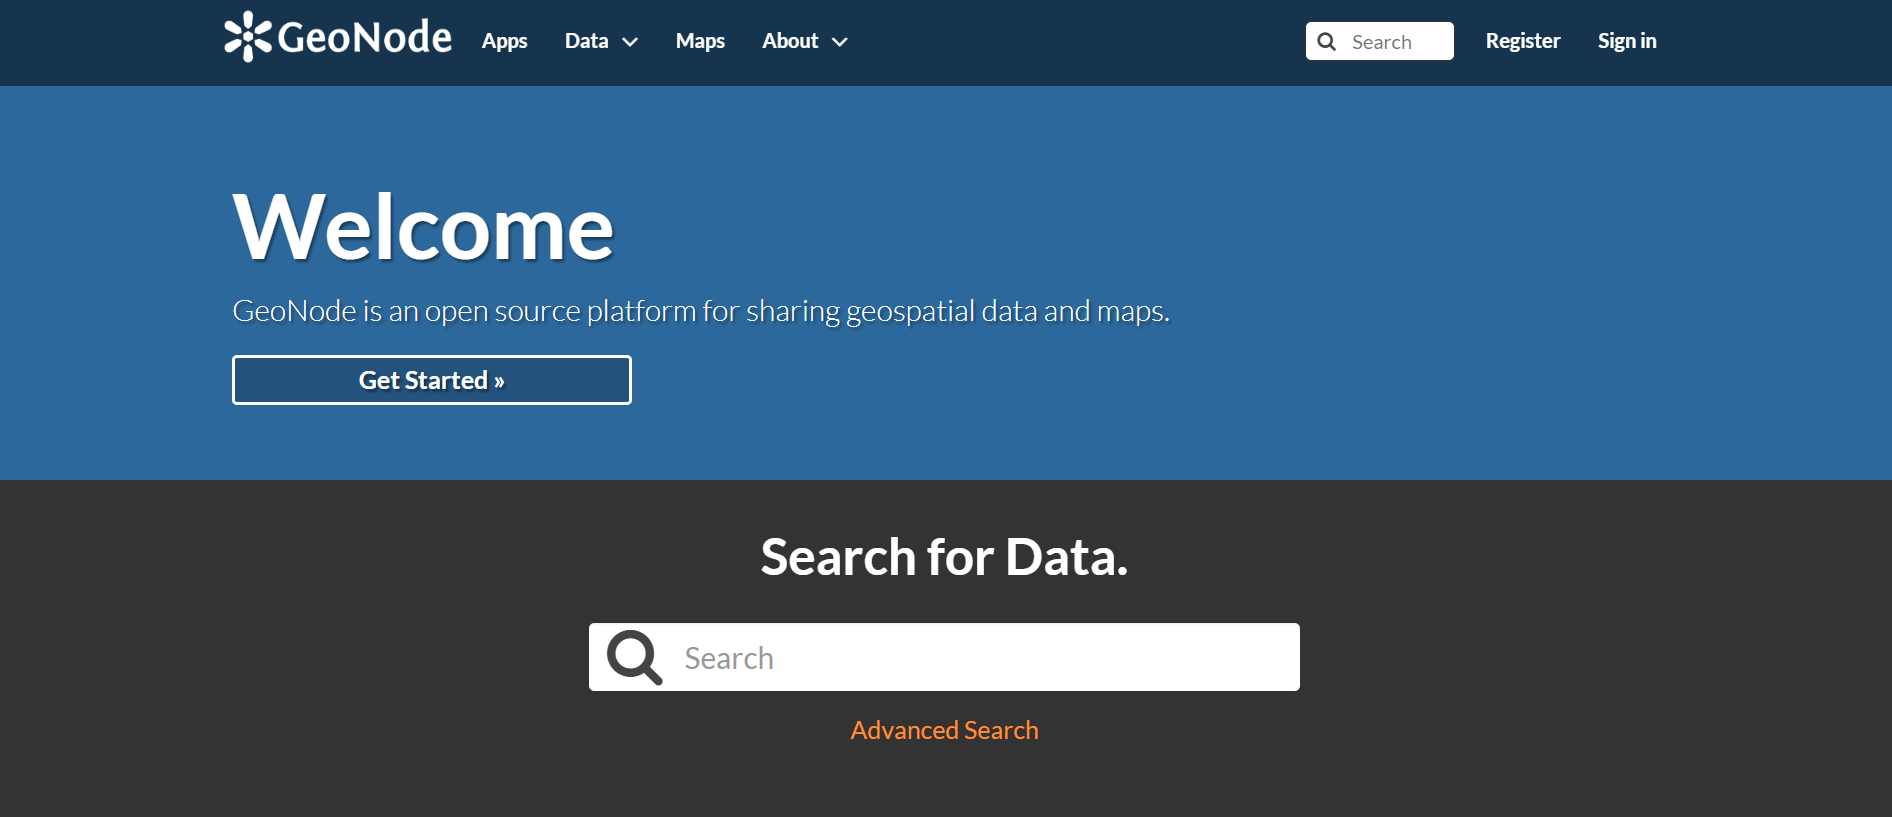 GeoNode Apps Data Maps About Search Register Sign in
Welcome
GeoNode is an open source platform for sharing geospatial data and maps.
Get Started »
Search for Data.
Search
Advanced Search